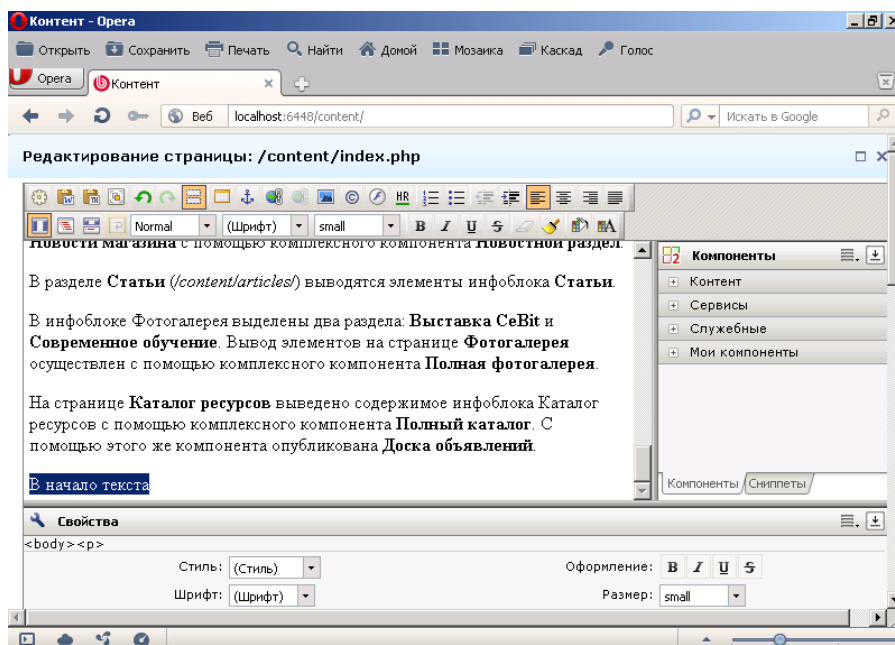 Контент - Opera
Открыть Сохранить Печать Найти Домой Мозаика Каскад Голос
Opera Контент
Веб localhost:6448/content/ Искать в Google
Редактирование страницы: /content/index.php
Normal (Шрифт) small B I U S
Новости магазина с помощью комплексного компонента Новостной раздел.
В разделе Статьи (/content/articles/) выводятся элементы инфоблока Статьи.
В инфоблоке Фотогалерея выделены два раздела: Выставка CeBit и
Современное обучение. Вывод элементов на странице Фотогалерея
осуществлен с помощью комплексного компонента Полная фотогалерея.
На странице Каталог ресурсов выведено содержимое инфоблока Каталог
ресурсов с помощью комплексного компонента Полный каталог. С
помощью этого же компонента опубликована Доска объявлений.
В начало текста
Компоненты
Контент
Сервисы
Служебные
Мои компоненты
Компоненты Сниппеты
Свойства
<body><p>
Стиль: (Стиль) Оформление: B I U S
Шрифт: (Шрифт) Размер: small